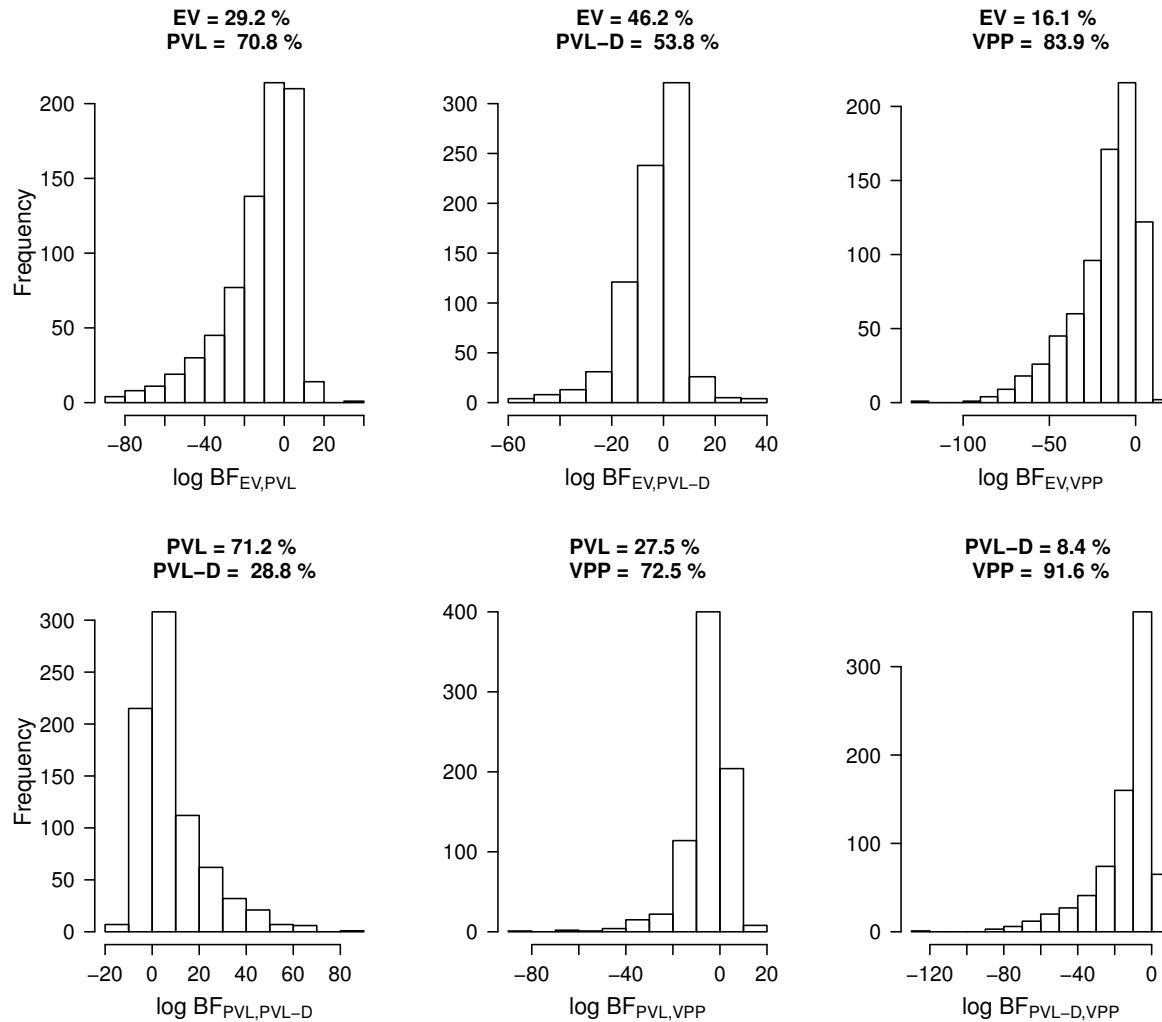 EV = 29.2 %
PVL = 70.8 %
200
150
100
50
0
Frequency
−80 −40 0 20
log BF_EV,PVL
EV = 46.2 %
PVL−D = 53.8 %
300
250
200
150
100
50
0
−60 −20 0 20 40
log BF_EV,PVL−D
EV = 16.1 %
VPP = 83.9 %
200
150
100
50
0
−100 −50 0
log BF_EV,VPP
PVL = 71.2 %
PVL−D = 28.8 %
300
250
200
150
100
50
0
Frequency
−20 0 20 40 60 80
log BF_PVL,PVL−D
PVL = 27.5 %
VPP = 72.5 %
400
300
200
100
0
−80 −40 0 20
log BF_PVL,VPP
PVL−D = 8.4 %
VPP = 91.6 %
300
200
100
0
−120 −40 0
log BF_PVL−D,VPP